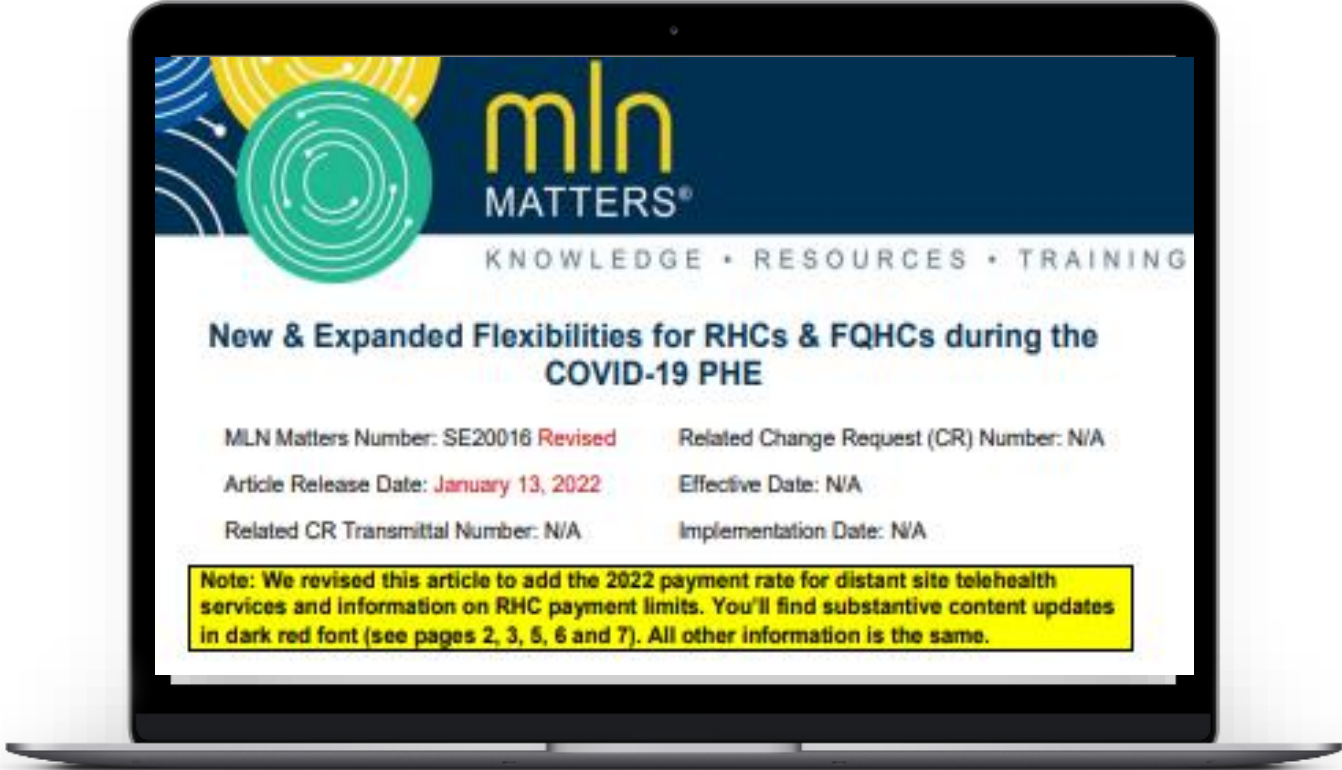 mln
MATTERS®
KNOWLEDGE • RESOURCES • TRAINING
New & Expanded Flexibilities for RHCs & FQHCs during the
COVID-19 PHE
MLN Matters Number: SE20016 Revised
Related Change Request (CR) Number: N/A
Article Release Date: January 13, 2022
Effective Date: N/A
Related CR Transmittal Number: N/A
Implementation Date: N/A
Note: We revised this article to add the 2022 payment rate for distant site telehealth
services and information on RHC payment limits. You'll find substantive content updates
in dark red font (see pages 2, 3, 5, 6 and 7). All other information is the same.